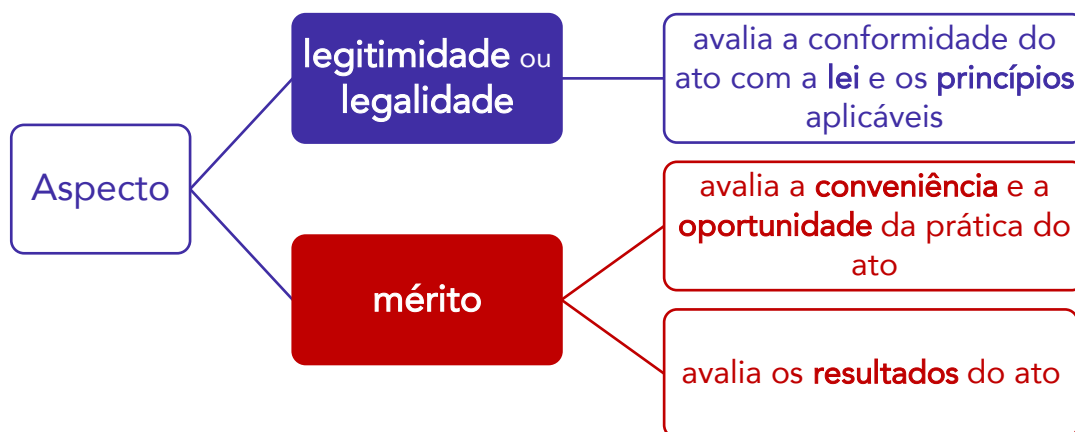 Aspecto
legitimidade ou
legalidade
avalia a conformidade do
ato com a lei e os princípios
aplicáveis
mérito
avalia a conveniência e a
oportunidade da prática do
ato
avalia os resultados do ato